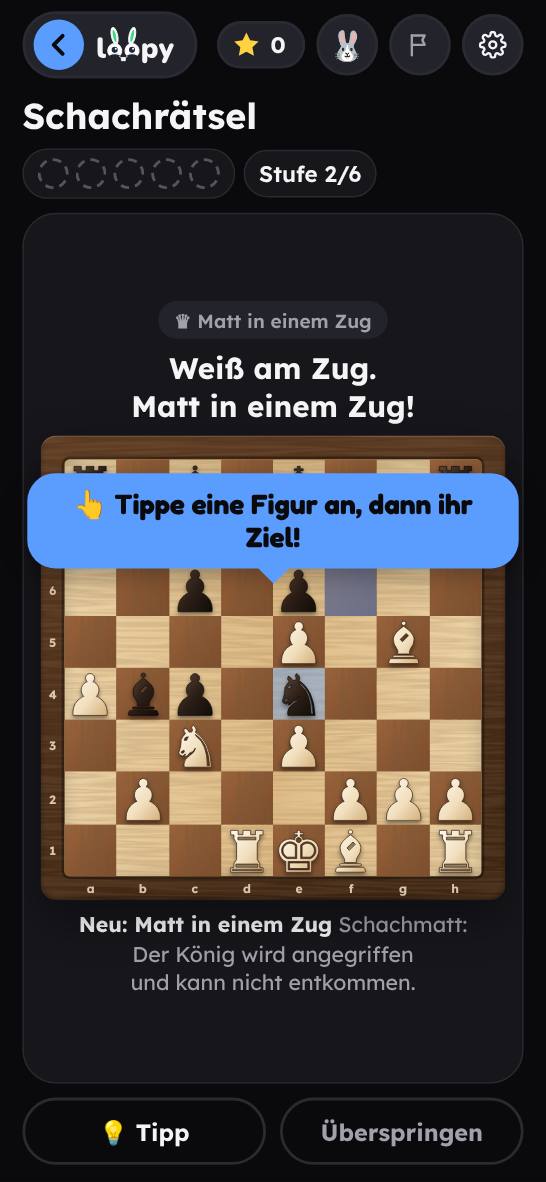 loopy
0
Schachrätsel
Stufe 2/6
Matt in einem Zug
Weiß am Zug.
Matt in einem Zug!
👆 Tippe eine Figur an, dann ihr
Ziel!
6
5
4
3
2
1
a b c d e f g h
Neu: Matt in einem Zug Schachmatt:
Der König wird angegriffen
und kann nicht entkommen.
💡 Tipp
Überspringen